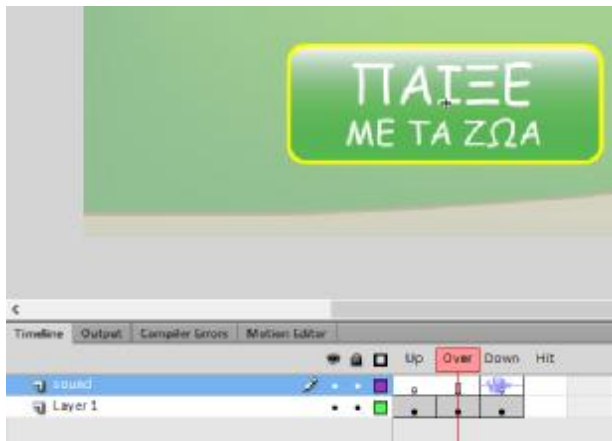 ΠΑΙΞΕ
ΜΕ ΤΑ ΖΩΑ
Timeline Output Compiler Errors Motion Editor
Up Over Down Hit
sound
Layer 1